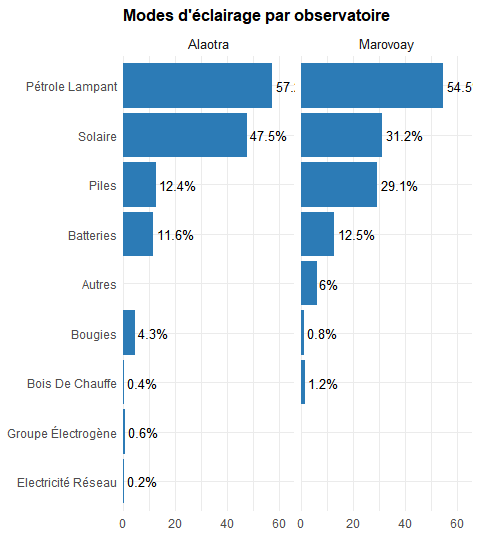 Modes d'éclairage par observatoire
Alaotra Marovoay
Pétrole Lampant 57. 54.5
Solaire 47.5% 31.2%
Piles 12.4% 29.1%
Batteries 11.6% 12.5%
Autres 6%
Bougies 4.3% 0.8%
Bois De Chauffe 0.4% 1.2%
Groupe Électrogène 0.6%
Electricité Réseau 0.2%
0 20 40 60 0 20 40 60